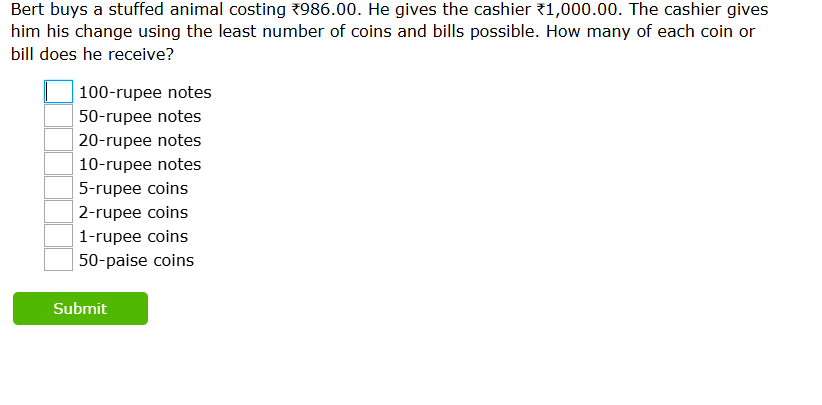 Bert buys a stuffed animal costing ₹986.00. He gives the cashier ₹1,000.00. The cashier gives
him his change using the least number of coins and bills possible. How many of each coin or
bill does he receive?
100-rupee notes
50-rupee notes
20-rupee notes
10-rupee notes
5-rupee coins
2-rupee coins
1-rupee coins
50-paise coins
Submit